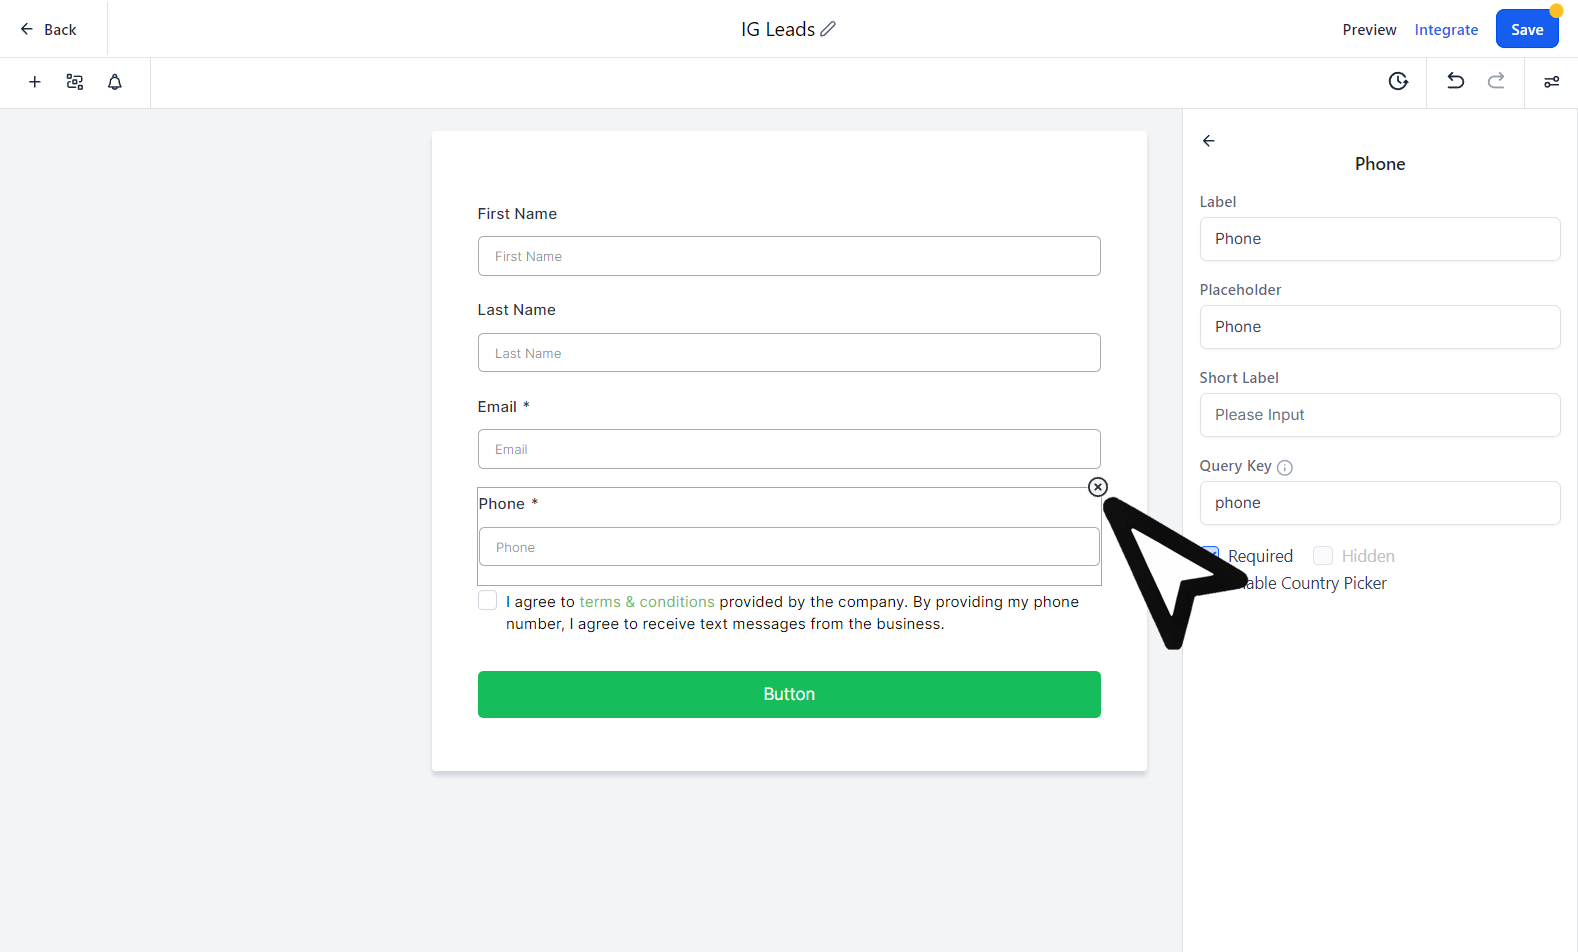 Back
IG Leads
Preview
Integrate
Save
First Name
First Name
Last Name
Last Name
Email *
Email
Phone *
Phone
I agree to terms & conditions provided by the company. By providing my phone
number, I agree to receive text messages from the business.
Button
Phone
Label
Phone
Placeholder
Phone
Short Label
Please Input
Query Key
phone
Required
Hidden
Country Picker